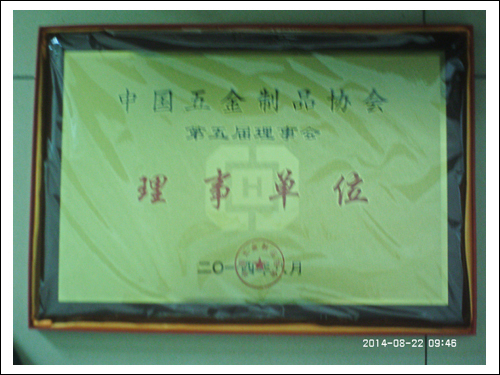 中国五金制品协会
第五届理事会
理事单位
H
二〇一四年八月
2014-08-22 09:46